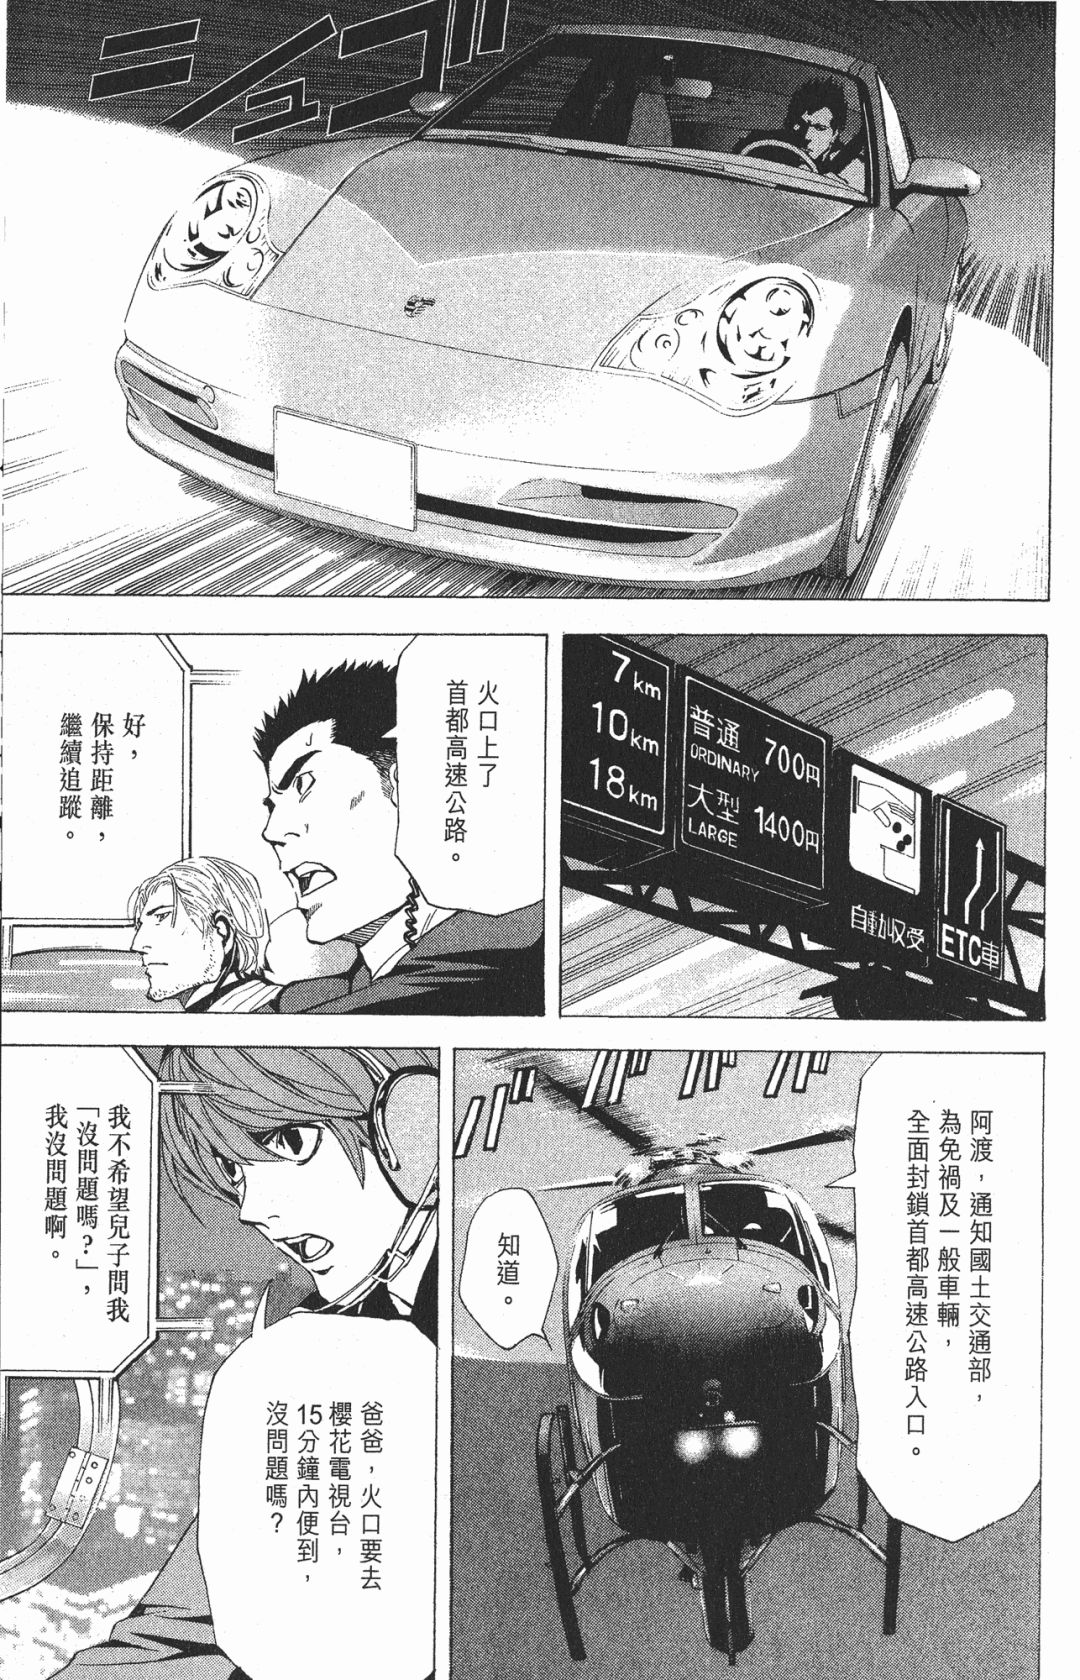 シュゴッ
7km
10km
18km
普通 700円
ORDINARY
大型 1400円
LARGE
自動収受
ETC車
火口上了
首都高速公路。
好，
保持距離，
繼續追蹤。
阿渡，通知國土交通部，
為免禍及一般車輛，
全面封鎖首都高速公路入口。
知道。
爸爸，火口要去
櫻花電視台，
15分鐘內便到，
沒問題嗎？
我不希望兒子問我
「沒問題嗎？」，
我沒問題啊。